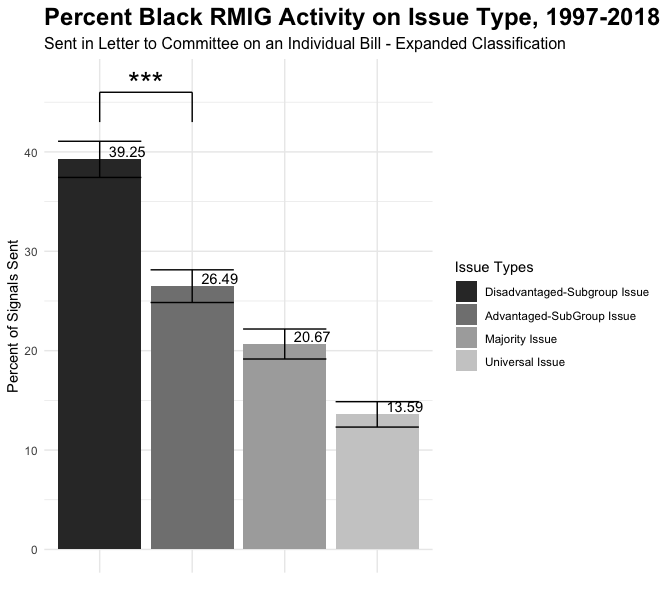 Percent Black RMIG Activity on Issue Type, 1997-2018
Sent in Letter to Committee on an Individual Bill - Expanded Classification
***
39.25
26.49
20.67
13.59
40
30
20
10
0
Percent of Signals Sent
Issue Types
Disadvantaged-Subgroup Issue
Advantaged-SubGroup Issue
Majority Issue
Universal Issue